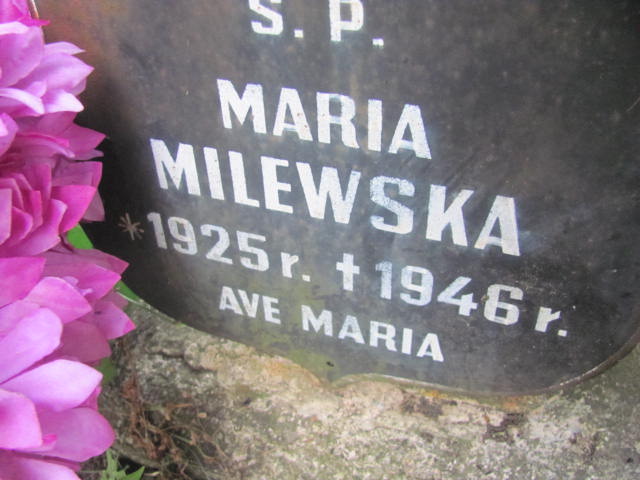 S. P.
MARIA
MILEWSKA
*1925 r. ✝ 1946 r.
AVE MARIA